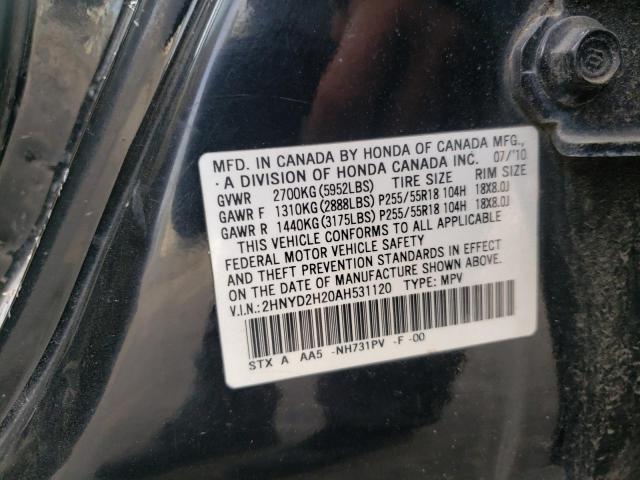 MFD. IN CANADA BY HONDA OF CANADA MFG.,
·A DIVISION OF HONDA CANADA INC. 07/'10
GVWR 2700KG(5952LBS) TIRE SIZE RIM SIZE
GAWR F 1310KG(2888LBS) P255/55R18 104H 18X8.0J
GAWR R 1440KG(3175LBS) P255/55R18 104H 18X8.0J
THIS VEHICLE CONFORMS TO ALL APPLICABLE
FEDERAL MOTOR VEHICLE SAFETY
AND THEFT PREVENTION STANDARDS IN EFFECT
ON THE DATE OF MANUFACTURE SHOWN ABOVE.
V.I.N.:2HNYD2H20AH531120 TYPE: MPV
STX A AA5 -NH731PV -F -00